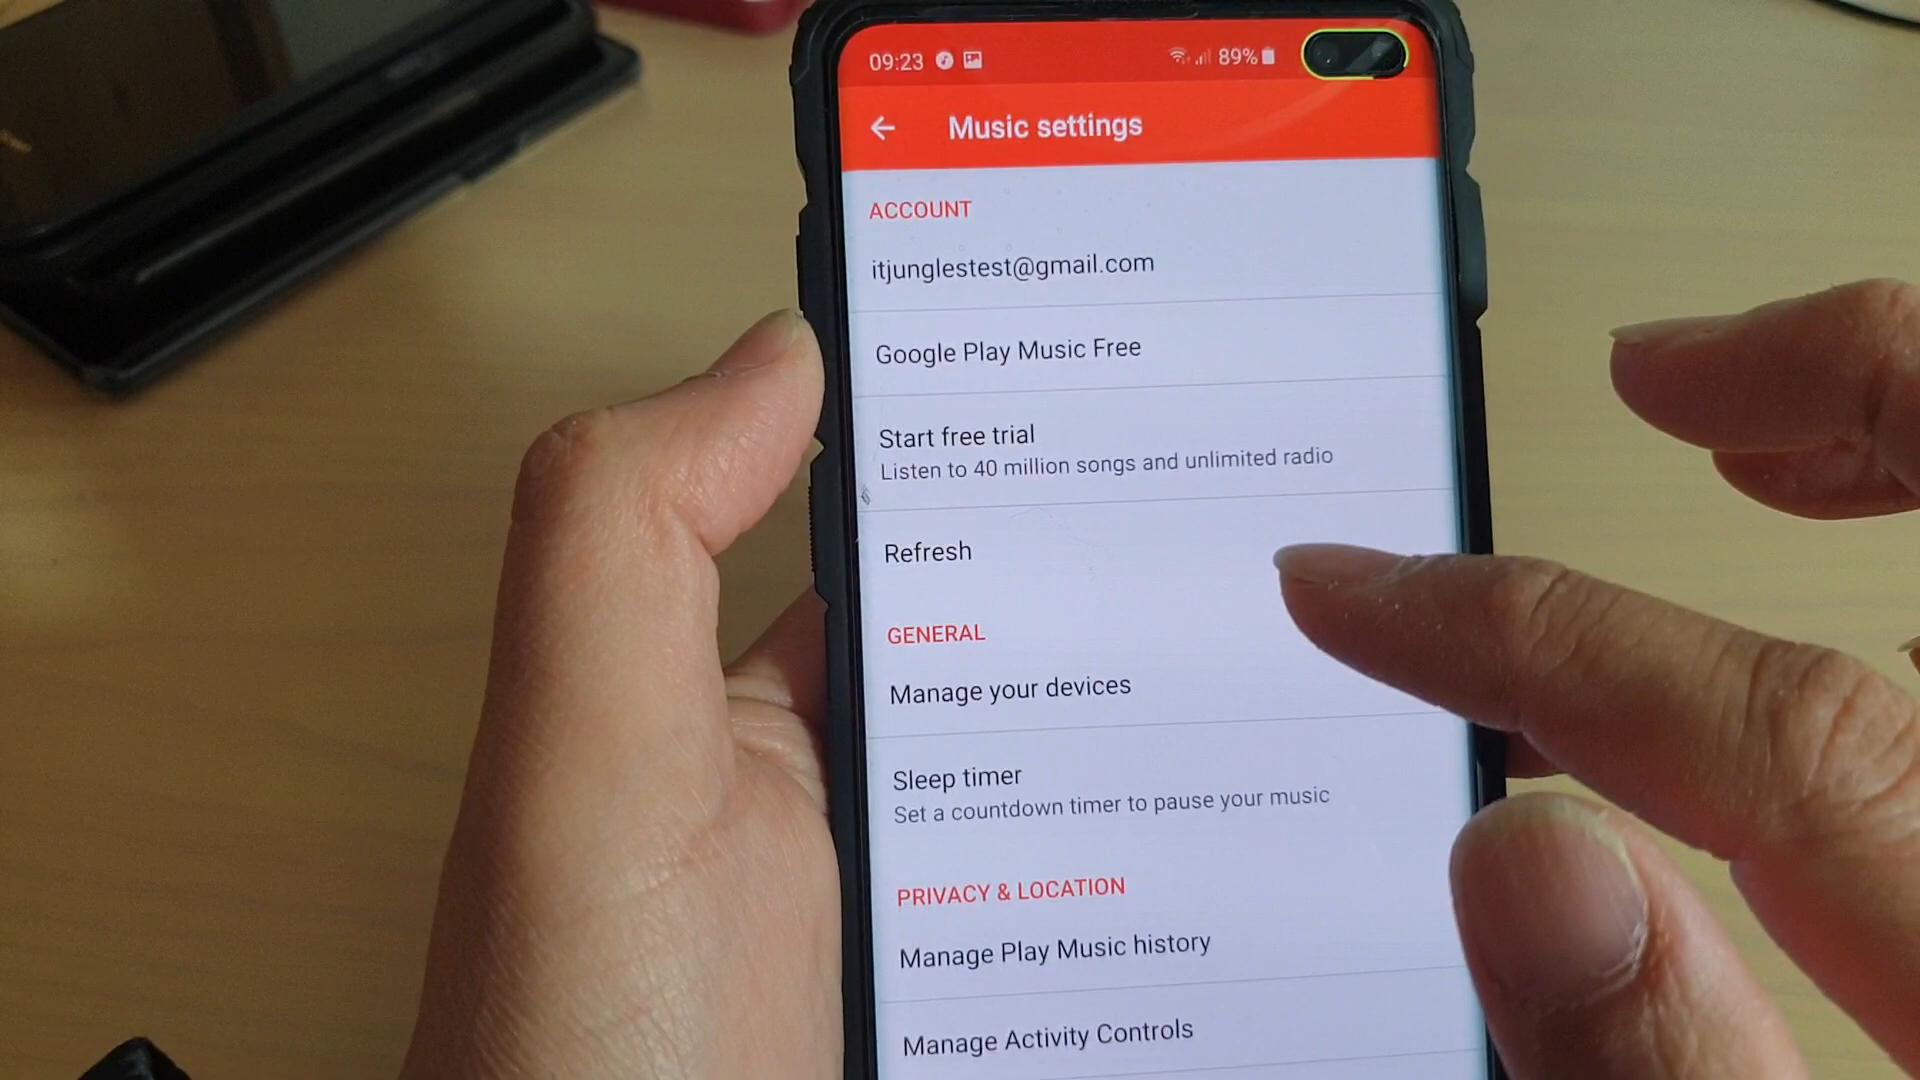 09:23
89%
Music settings
ACCOUNT
itjunglestest@gmail.com
Google Play Music Free
Start free trial
Listen to 40 million songs and unlimited radio
Refresh
GENERAL
Manage your devices
Sleep timer
Set a countdown timer to pause your music
PRIVACY & LOCATION
Manage Play Music history
Manage Activity Controls